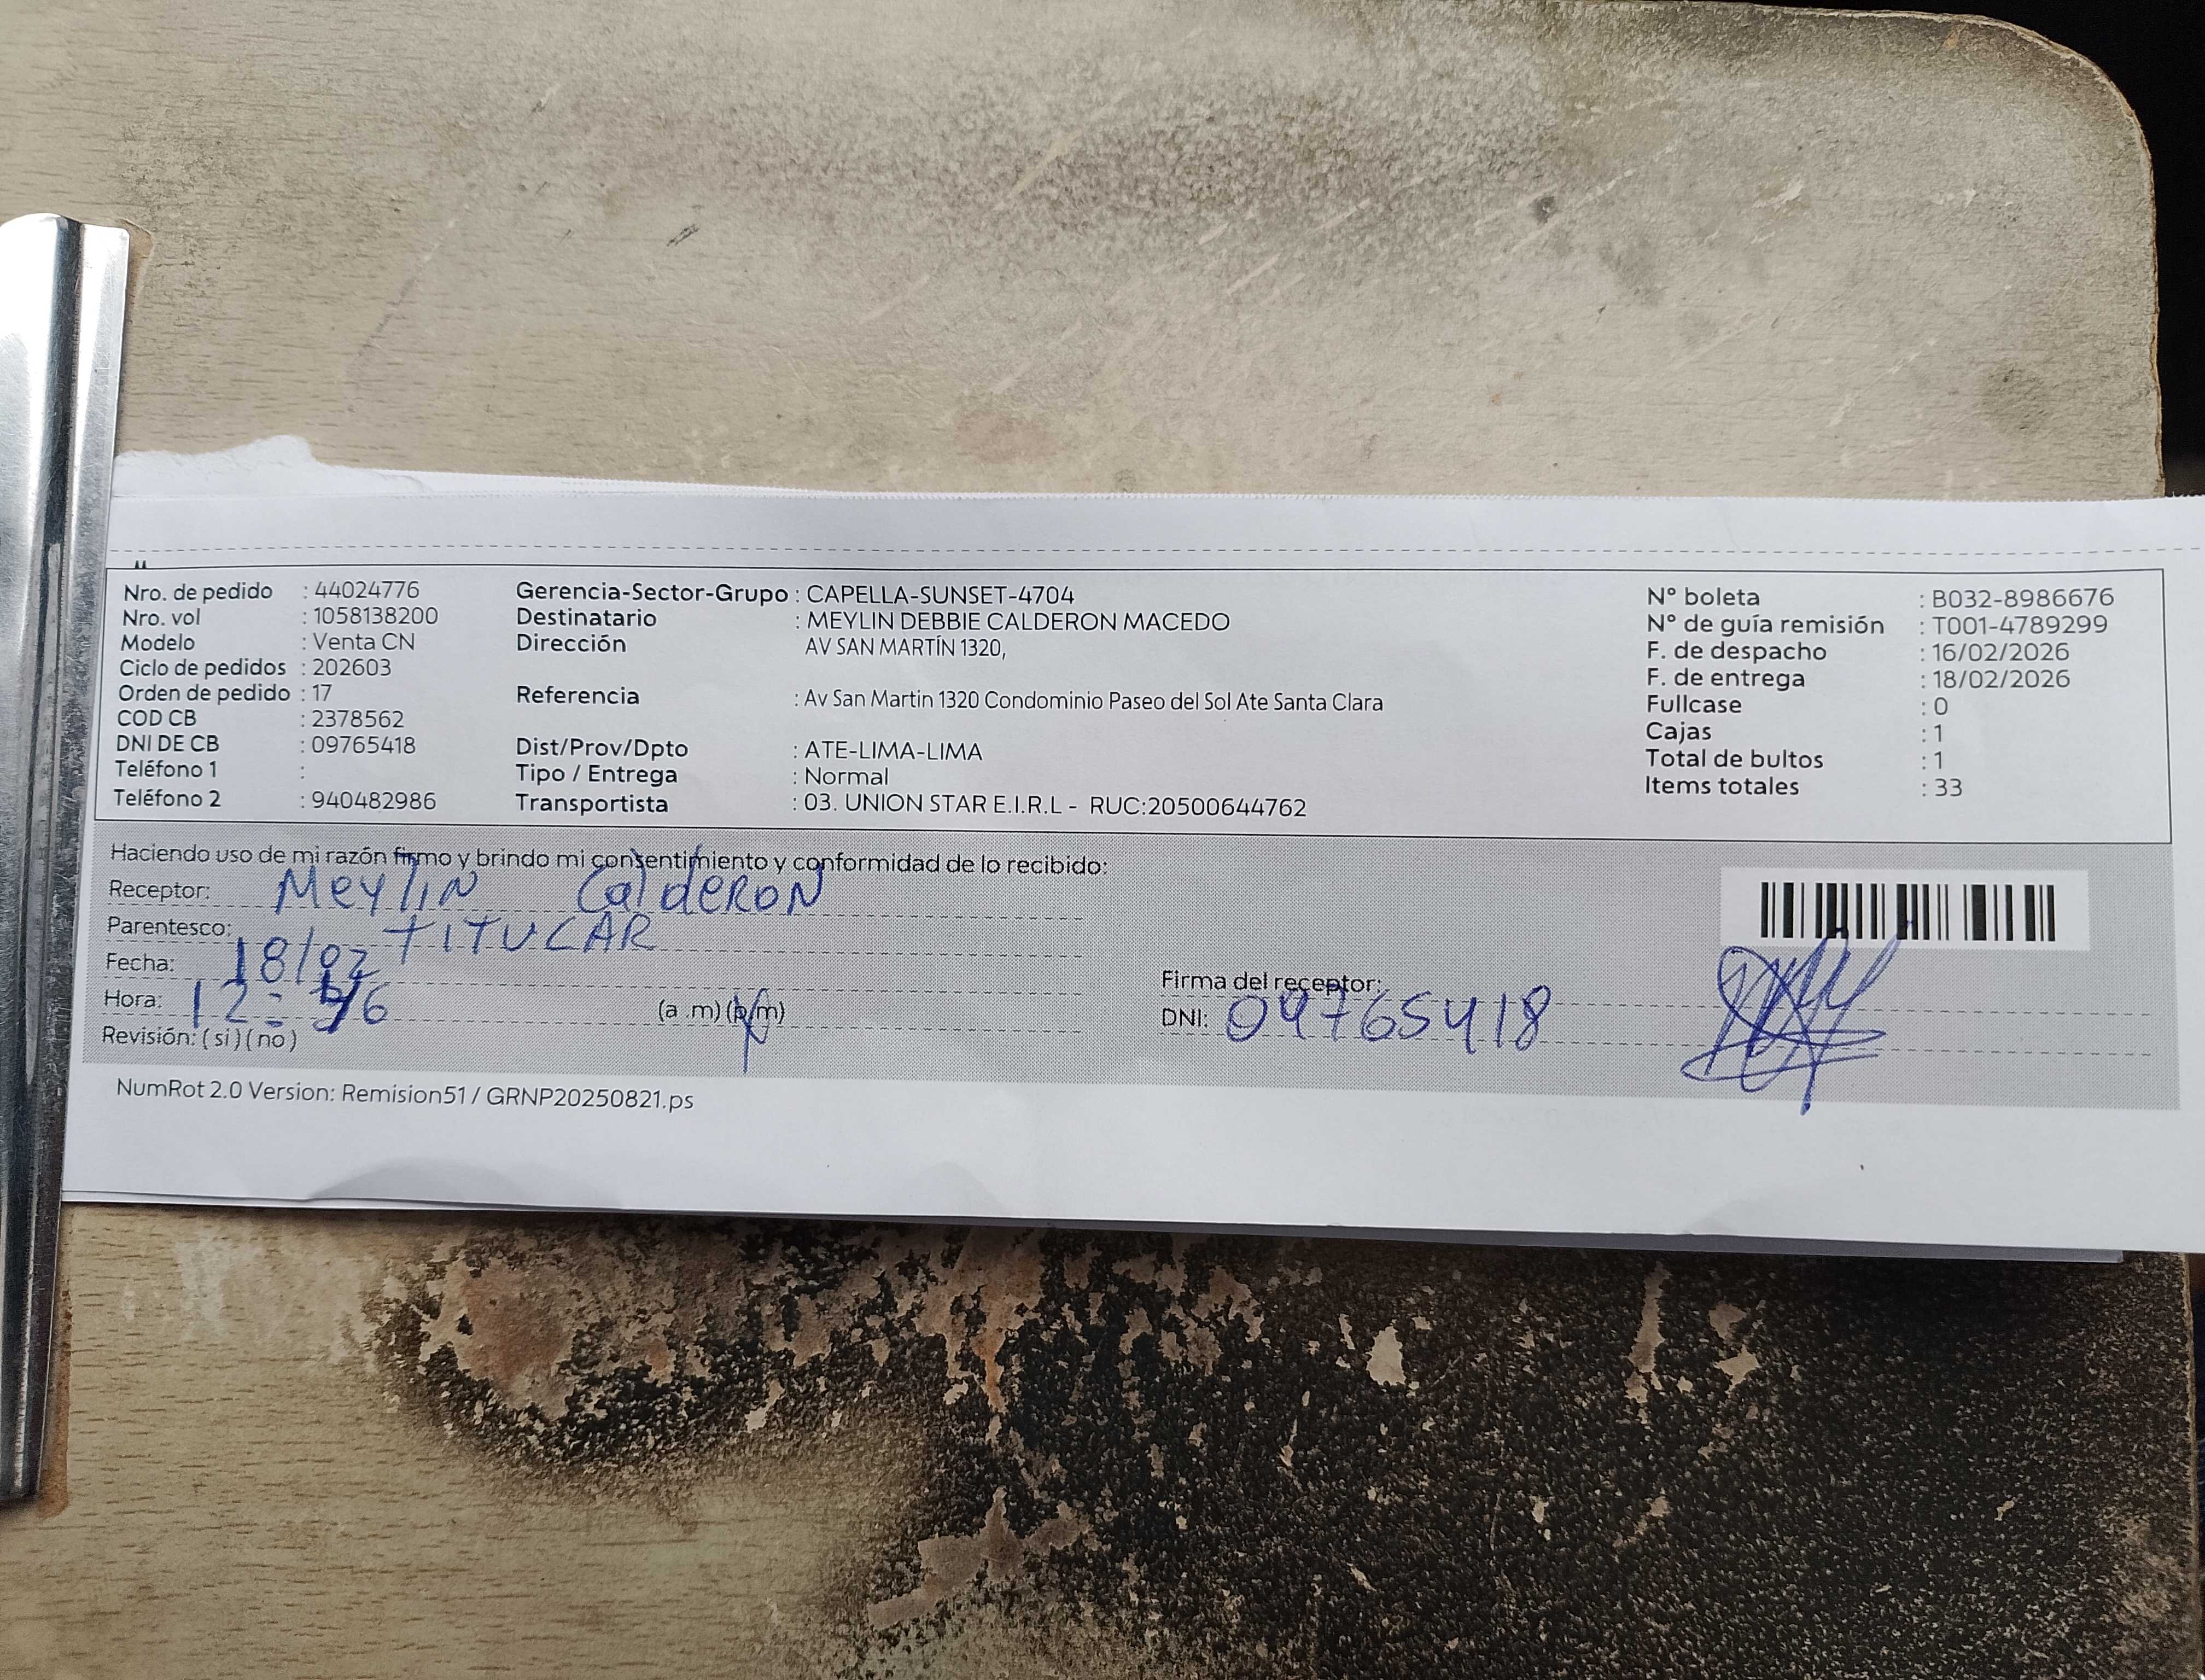 Nro. de pedido : 44024776
Nro. vol : 1058138200
Modelo : Venta CN
Ciclo de pedidos : 202603
Orden de pedido : 17
COD CB : 2378562
DNI DE CB : 09765418
Teléfono 1 :
Teléfono 2 : 940482986
Gerencia-Sector-Grupo : CAPELLA-SUNSET-4704
Destinatario : MEYLIN DEBBIE CALDERON MACEDO
Dirección AV SAN MARTÍN 1320,
Referencia : Av San Martin 1320 Condominio Paseo del Sol Ate Santa Clara
Dist/Prov/Dpto : ATE-LIMA-LIMA
Tipo / Entrega : Normal
Transportista : 03. UNION STAR E.I.R.L - RUC:20500644762
N° boleta : B032-8986676
N° de guía remisión : T001-4789299
F. de despacho : 16/02/2026
F. de entrega : 18/02/2026
Fullcase : 0
Cajas : 1
Total de bultos : 1
Items totales : 33
Haciendo uso de mi razón firmo y brindo mi consentimiento y conformidad de lo recibido:
Receptor: Meylin Calderon
Parentesco: TITUCAR
Fecha: 18/02
Hora: (a .m) (p.m)
Revisión: ( si ) ( no )
Firma del receptor:
DNI: 09765418
NumRot 2.0 Version: Remision51 / GRNP20250821.ps